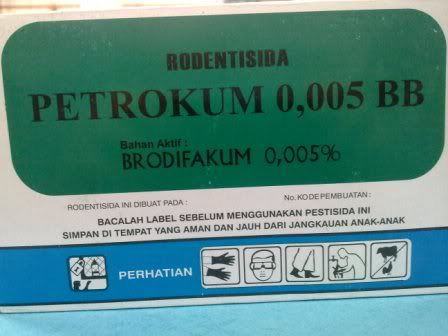 RODENTISIDA
PETROKUM 0,005 BB
Bahan Aktif :
BRODIFAKUM 0,005%
RODENTISIDA INI DIBUAT PADA :
No. KODE PEMBUATAN :
BACALAH LABEL SEBELUM MENGGUNAKAN PESTISIDA INI
SIMPAN DI TEMPAT YANG AMAN DAN JAUH DARI JANGKAUAN ANAK-ANAK
PERHATIAN